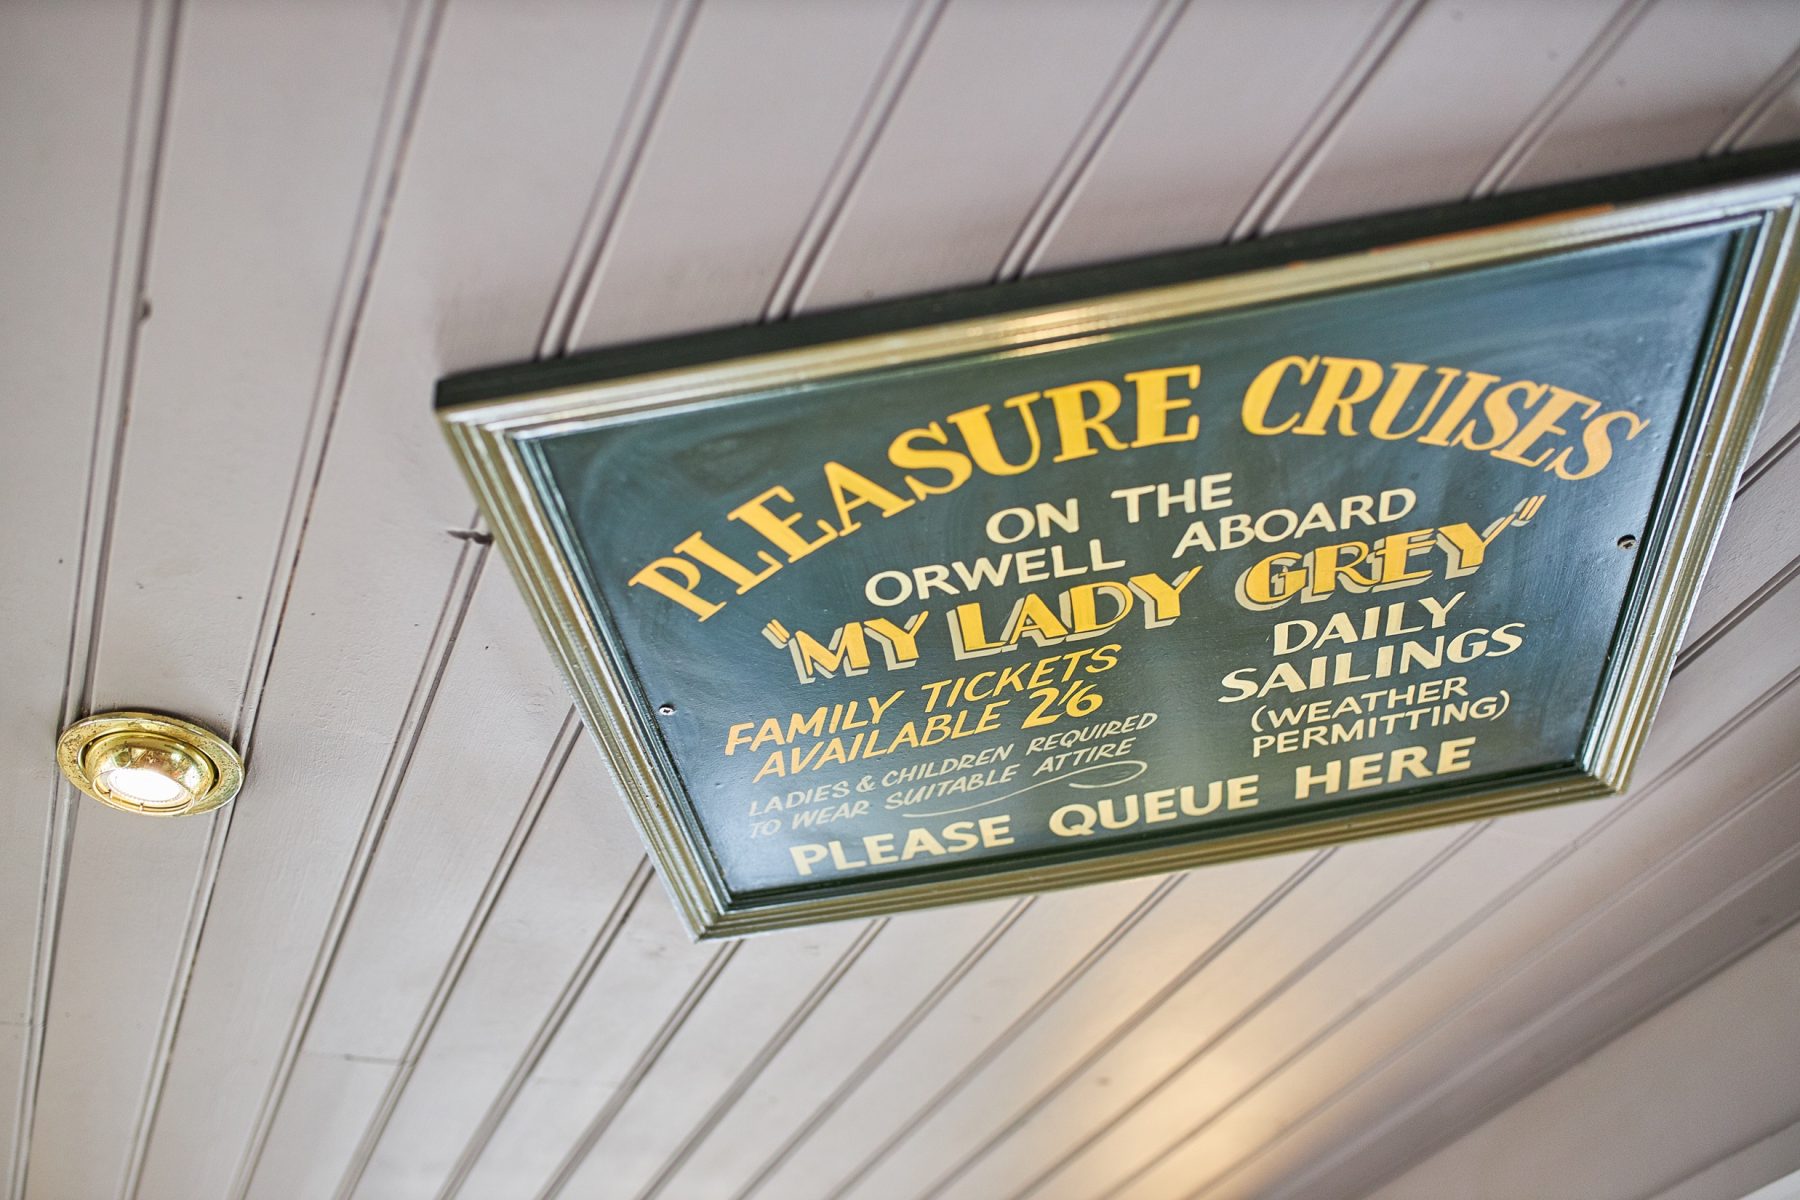 PLEASURE CRUISES
ON THE
ORWELL ABOARD
"MY LADY GREY"
FAMILY TICKETS
AVAILABLE 2'6
LADIES & CHILDREN REQUIRED
TO WEAR SUITABLE ATTIRE
DAILY
SAILINGS
(WEATHER
PERMITTING)
PLEASE QUEUE HERE